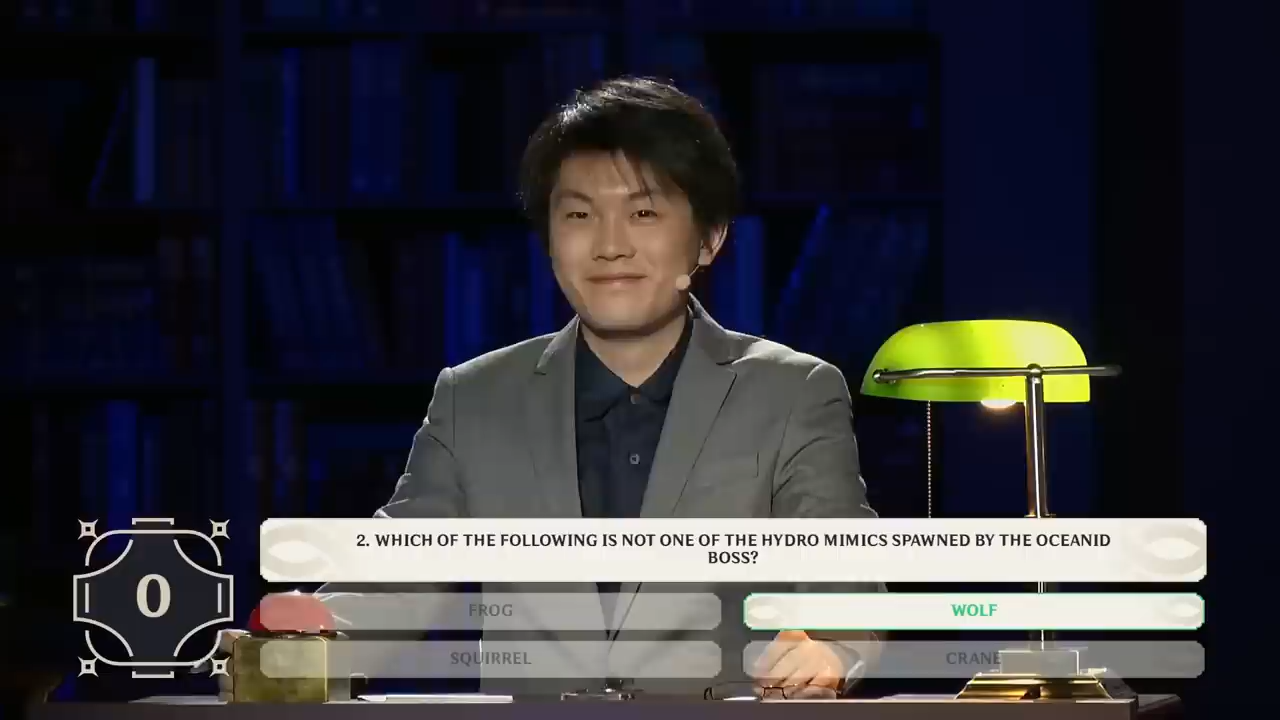 2. WHICH OF THE FOLLOWING IS NOT ONE OF THE HYDRO MIMICS SPAWNED BY THE OCEANID
BOSS?
0
FROG
WOLF
SQUIRREL
CRANE